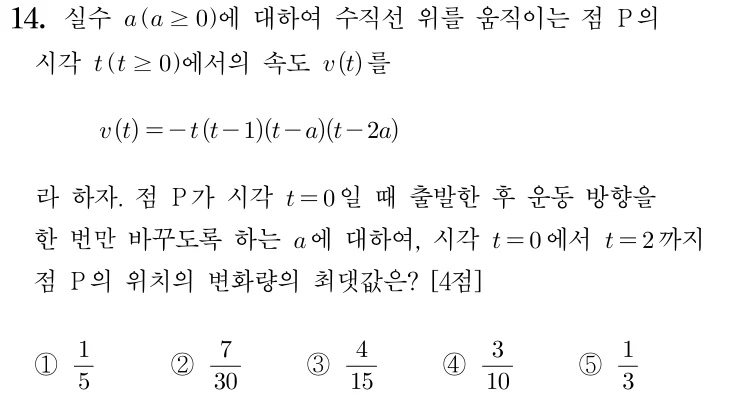 14. 실수 a(a≥0)에 대하여 수직선 위를 움직이는 점 P의
시각 t(t≥0)에서의 속도 v(t)를
v(t)=−t(t−1)(t−a)(t−2a)
라 하자. 점 P가 시각 t=0일 때 출발한 후 운동 방향을
한 번만 바꾸도록 하는 a에 대하여, 시각 t=0에서 t=2까지
점 P의 위치의 변화량의 최댓값은? [4점]
① 1/5 ② 7/30 ③ 4/15 ④ 3/10 ⑤ 1/3